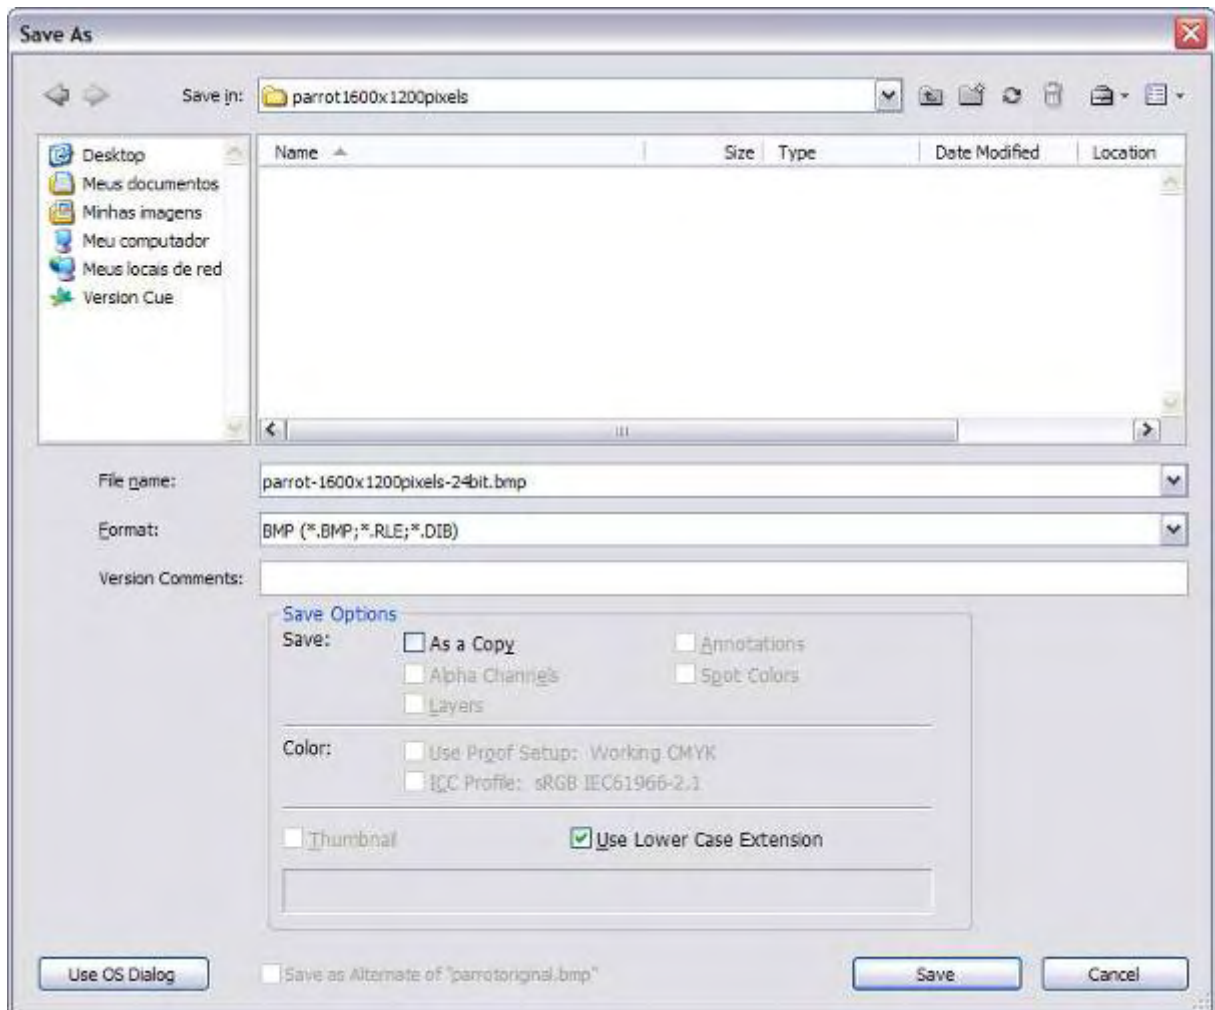 Save As
Save in: parrot1600x1200pixels
Name Size Type Date Modified Location
Desktop
Meus documentos
Minhas imagens
Meu computador
Meus locais de red
Version Cue
File name: parrot-1600x1200pixels-24bit.bmp
Format: BMP (*.BMP;*.RLE;*.DIB)
Version Comments:
Save Options
Save: As a Copy Annotations
Alpha Channels Spot Colors
Layers
Color: Use Proof Setup: Working CMYK
ICC Profile: sRGB IEC61966-2.1
Thumbnail Use Lower Case Extension
Use OS Dialog Save as Alternate of "parrotorignal.bmp" Save Cancel